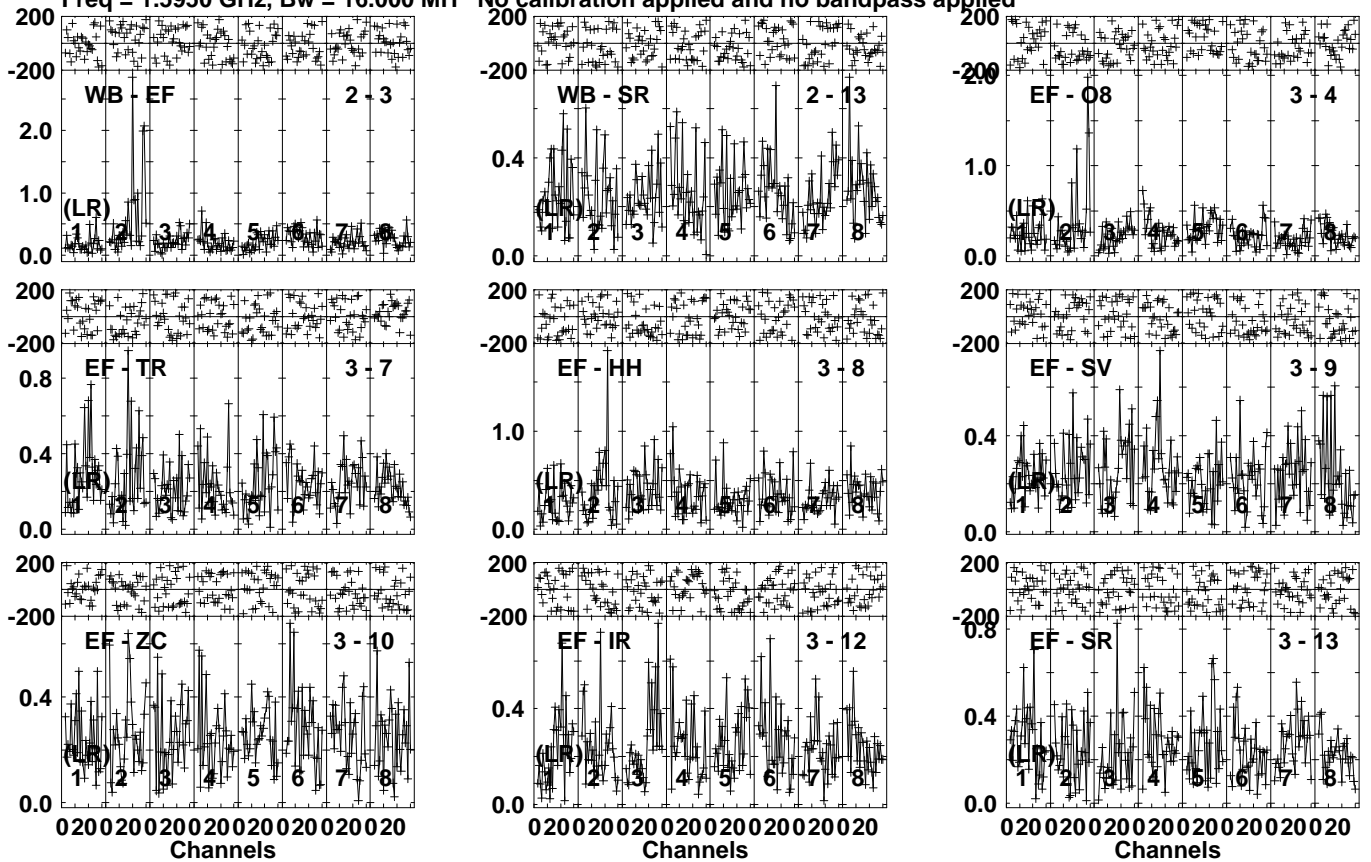 Freq = 1.5950 GHz, Bw = 16.000 MH No calibration applied and no bandpass applied
200 200 200
-200 -200 -200
2.0
WB - EF 2 - 3 WB - SR 2 - 13 EF - O8 3 - 4
2.0 0.4 1.0
1.0
(LR) (LR) (LR)
1 2 3 4 5 6 7 8 1 2 3 4 5 6 7 8 1 2 3 4 5 6 7 8
0.0 0.0 0.0
200 200 200
-200 -200 -200
EF - TR 3 - 7 EF - HH 3 - 8 EF - SV 3 - 9
0.8 1.0 0.4
0.4
(LR) (LR) (LR)
1 2 3 4 5 6 7 8 1 2 3 4 5 6 7 8 1 2 3 4 5 6 7 8
0.0 0.0 0.0
200 200 200
-200 -200 -200
0.8
EF - ZC 3 - 10 EF - IR 3 - 12 EF - SR 3 - 13
0.4 0.4 0.4
(LR) (LR) (LR)
1 2 3 4 5 6 7 8 1 2 3 4 5 6 7 8 1 2 3 4 5 6 7 8
0.0 0.0 0.0
0 20 0 20 0 20 0 20 0 20 0 20 0 20 0 20 0 20 0 20 0 20 0 20 0 20 0 20 0 20 0 20 0 20 0 20 0 20 0 20 0 20 0 20 0 20 0 20
Channels Channels Channels